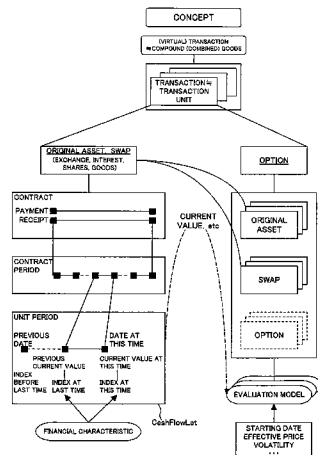 CONCEPT
(VIRTUAL) TRANSACTION
≒COMPOUND (COMBINED) GOODS
TRANSACTION≒
TRANSACTION
UNIT
ORIGINAL ASSET, SWAP
(EXCHANGE, INTEREST,
SHARES, GOODS)
OPTION
CONTRACT
PAYMENT
RECEIPT
CURRENT
VALUE, etc
ORIGINAL
ASSET
CONTRACT
PERIOD
SWAP
UNIT PERIOD
PREVIOUS
DATE
DATE AT
THIS TIME
OPTION
PREVIOUS
CURRENT VALUE
CURRENT VALUE AT
THIS TIME
INDEX
BEFORE
LAST TIME
INDEX AT
LAST TIME
INDEX AT
THIS TIME
EVALUATION MODEL
CashFlowLet
FINANCIAL CHARACTERISTIC
STARTING DATE
EFFECTIVE PRICE
VOLATILITY
...